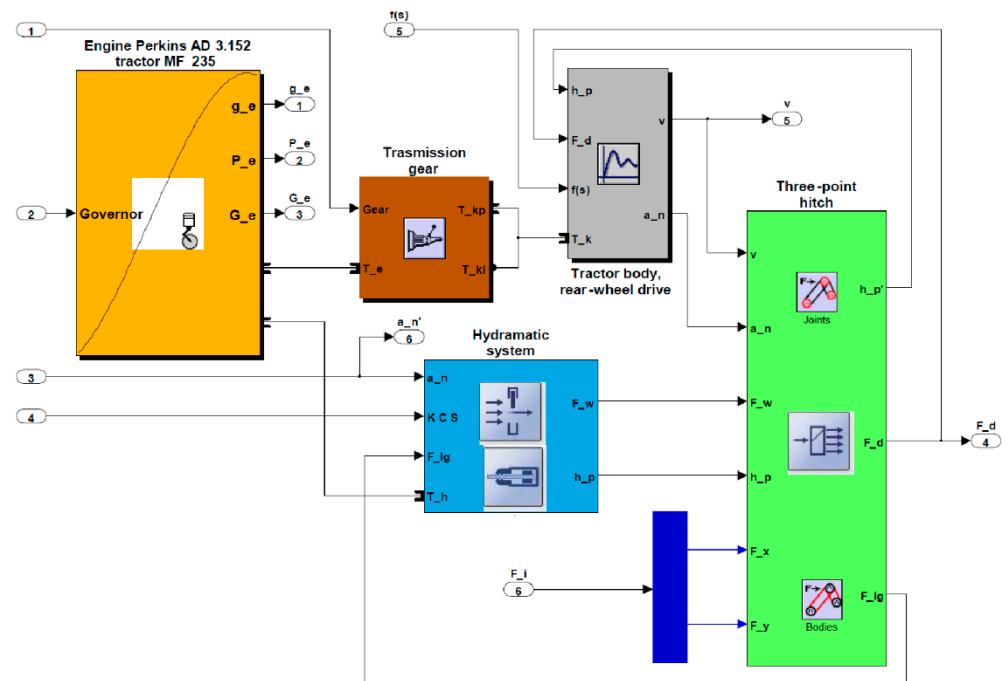 1
f(s)
5
Engine Perkins AD 3.152
tractor MF 235
g_e
g_e
1
P_e
P_e
2
G_e
G_e
3
2
Governor
Trasmission
gear
Gear
T_kp
T_e
T_kl
h_p
F_d
f(s)
T_k
v
a_n
Tractor body,
rear-wheel drive
v
5
Three-point
hitch
v
a_n
F_w
h_p
F_x
F_y
h_p'
F_d
F_lg
F
Joints
F
Bodies
F_d
4
a_n'
6
3
4
Hydramatic
system
a_n
K C S
F_lg
T_h
F_w
h_p
F_i
6